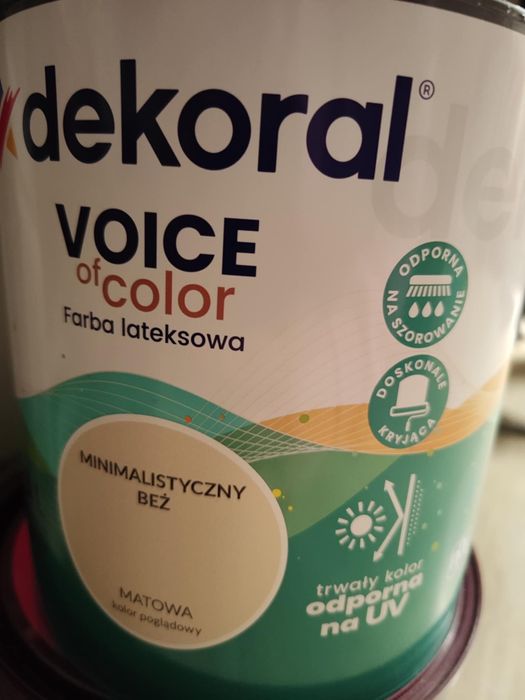 dekoral®
VOICE
of color
Farba lateksowa
ODPORNA
NA SZOROWANIE
DOSKONALE
KRYJĄCA
MINIMALISTYCZNY
BEŻ
MATOWA
kolor poglądowy
trwały kolor
odporna
na UV